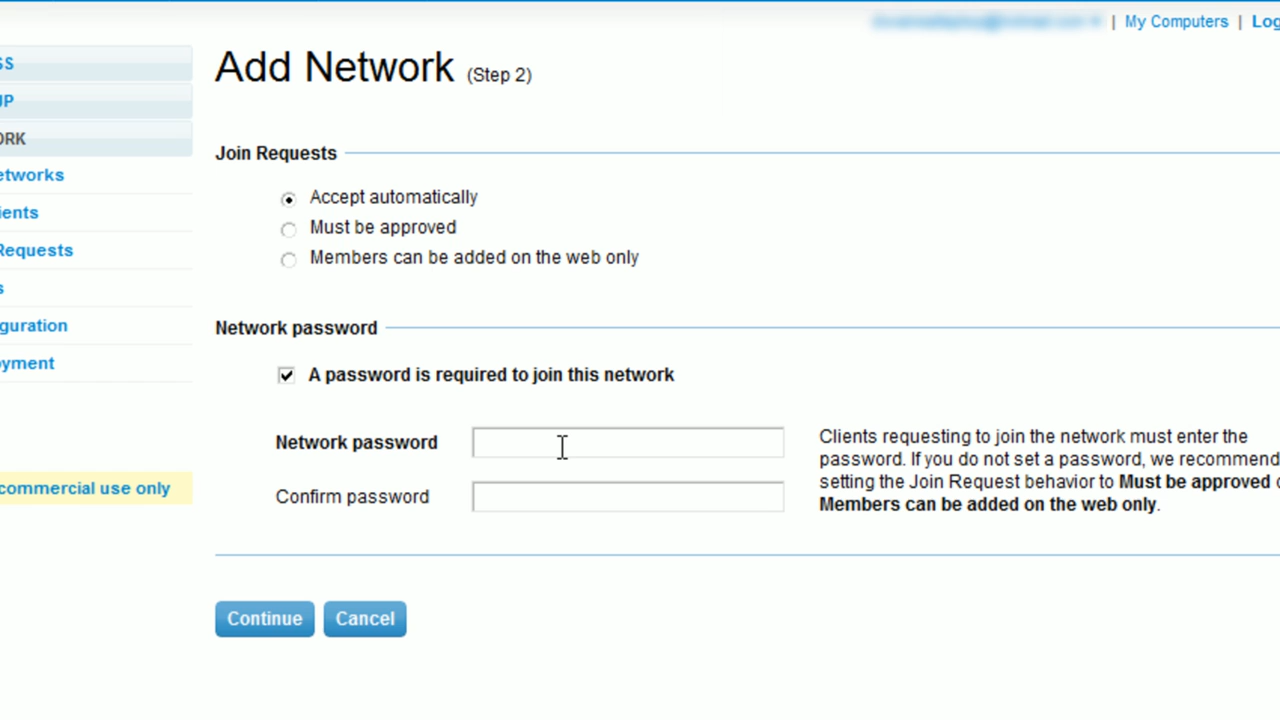 | My Computers | Log
SS
Add Network (Step 2)
UP
ORK
Join Requests
etworks
Accept automatically
ients
Must be approved
Requests
Members can be added on the web only
s
guration
Network password
yment
A password is required to join this network
Network password
Clients requesting to join the network must enter the
password. If you do not set a password, we recommend
setting the Join Request behavior to Must be approved
Members can be added on the web only.
commercial use only
Confirm password
Continue
Cancel